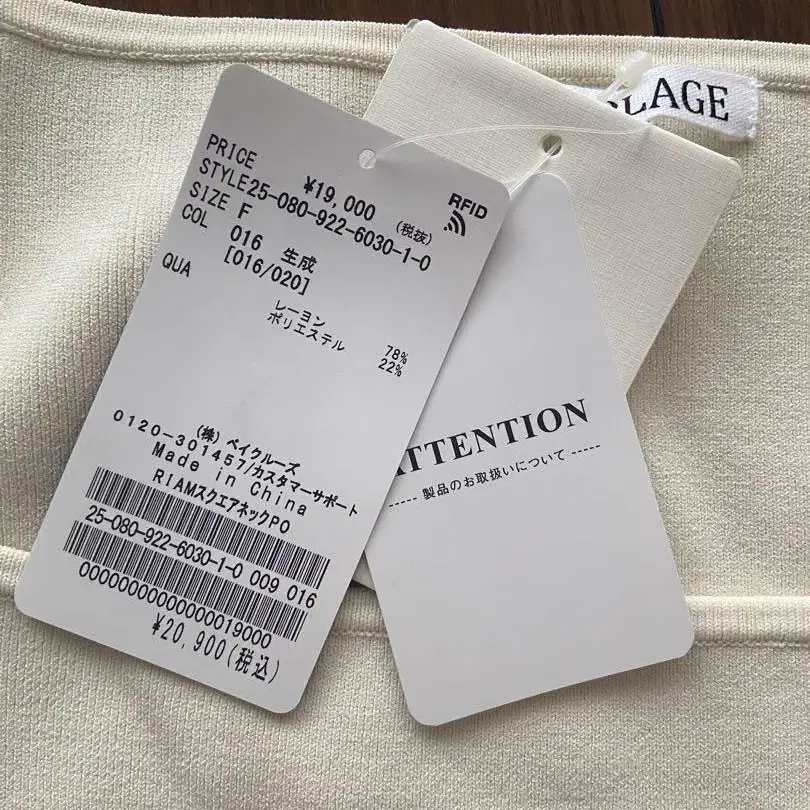 PRICE ¥19,000 (税抜)
STYLE25-080-922-6030-1-0
SIZE F
COL 016 生成
[016/020]
QUA
レーヨン 78%
ポリエステル 22%
(株)ベイクルーズ
0120-301457/カスタマーサポート
Made in China
RIAMスクエアネックPO
25-080-922-6030-1-0 009 016
0000000000000000019000
¥20,900(税込)
RFID
LAGE
ATTENTION
----- 製品のお取扱いについて -----